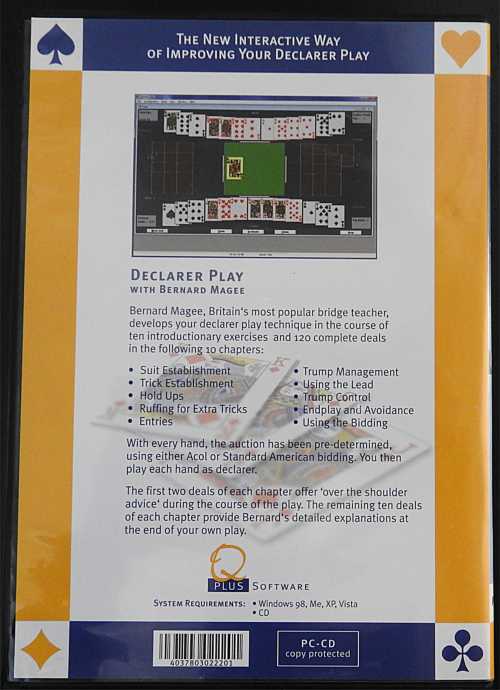 The New Interactive Way
of Improving Your Declarer Play
Declarer Play
with Bernard Magee
Bernard Magee, Britain's most popular bridge teacher,
develops your declarer play technique in the course of
ten introductionary exercises and 120 complete deals
in the following 10 chapters:
• Suit Establishment
• Trick Establishment
• Hold Ups
• Ruffing for Extra Tricks
• Entries
• Trump Management
• Using the Lead
• Trump Control
• Endplay and Avoidance
• Using the Bidding
With every hand, the auction has been pre-determined,
using either Acol or Standard American bidding. You then
play each hand as declarer.
The first two deals of each chapter offer 'over the shoulder
advice' during the course of the play. The remaining ten deals
of each chapter provide Bernard's detailed explanations at
the end of your own play.
Q
PLUS SOFTWARE
System Requirements: • Windows 98, Me, XP, Vista
• CD
4037803022201
PC-CD
copy protected